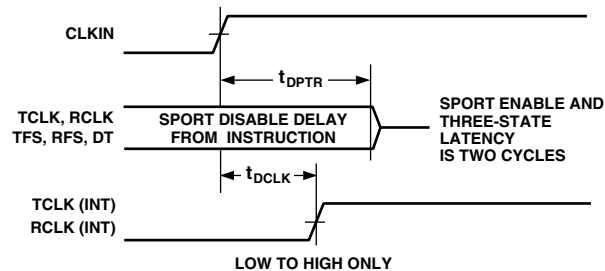 CLKIN
tDPTR
TCLK, RCLK
TFS, RFS, DT
SPORT DISABLE DELAY
FROM INSTRUCTION
SPORT ENABLE AND
THREE-STATE
LATENCY
IS TWO CYCLES
tDCLK
TCLK (INT)
RCLK (INT)
LOW TO HIGH ONLY